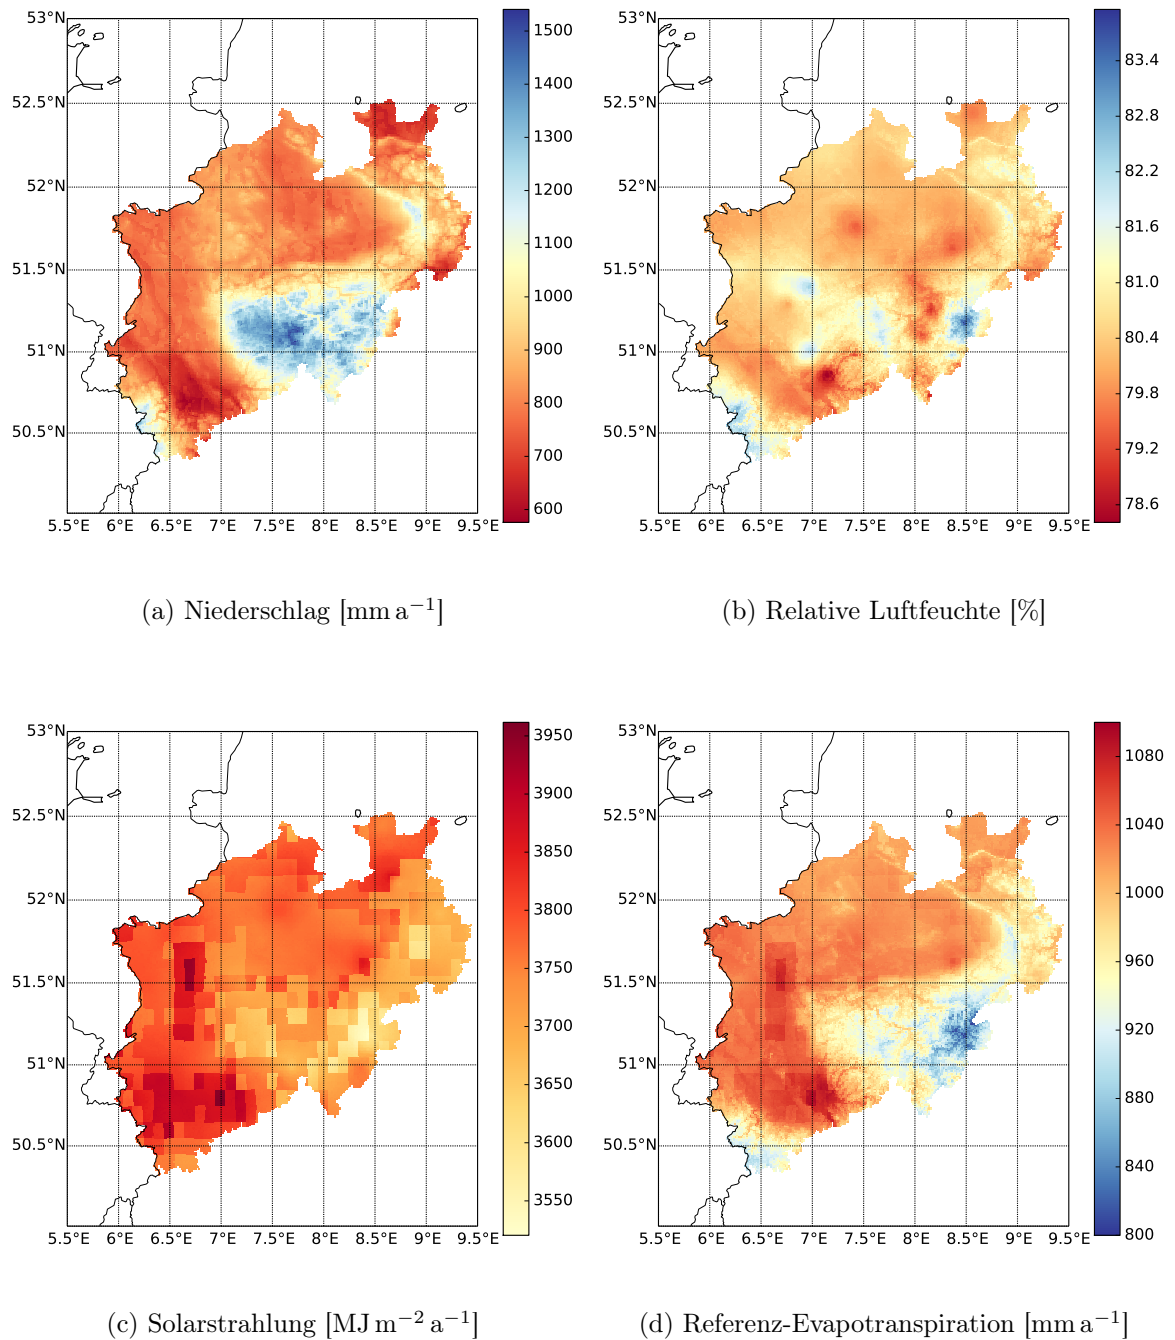 53°N
52.5°N
52°N
51.5°N
51°N
50.5°N
5.5°E 6°E 6.5°E 7°E 7.5°E 8°E 8.5°E 9°E 9.5°E
1500
1400
1300
1200
1100
1000
900
800
700
600
(a) Niederschlag [mm a⁻¹]
53°N
52.5°N
52°N
51.5°N
51°N
50.5°N
5.5°E 6°E 6.5°E 7°E 7.5°E 8°E 8.5°E 9°E 9.5°E
83.4
82.8
82.2
81.6
81.0
80.4
79.8
79.2
78.6
(b) Relative Luftfeuchte [%]
53°N
52.5°N
52°N
51.5°N
51°N
50.5°N
5.5°E 6°E 6.5°E 7°E 7.5°E 8°E 8.5°E 9°E 9.5°E
3950
3900
3850
3800
3750
3700
3650
3600
3550
(c) Solarstrahlung [MJ m⁻² a⁻¹]
53°N
52.5°N
52°N
51.5°N
51°N
50.5°N
5.5°E 6°E 6.5°E 7°E 7.5°E 8°E 8.5°E 9°E 9.5°E
1080
1040
1000
960
920
880
840
800
(d) Referenz-Evapotranspiration [mm a⁻¹]